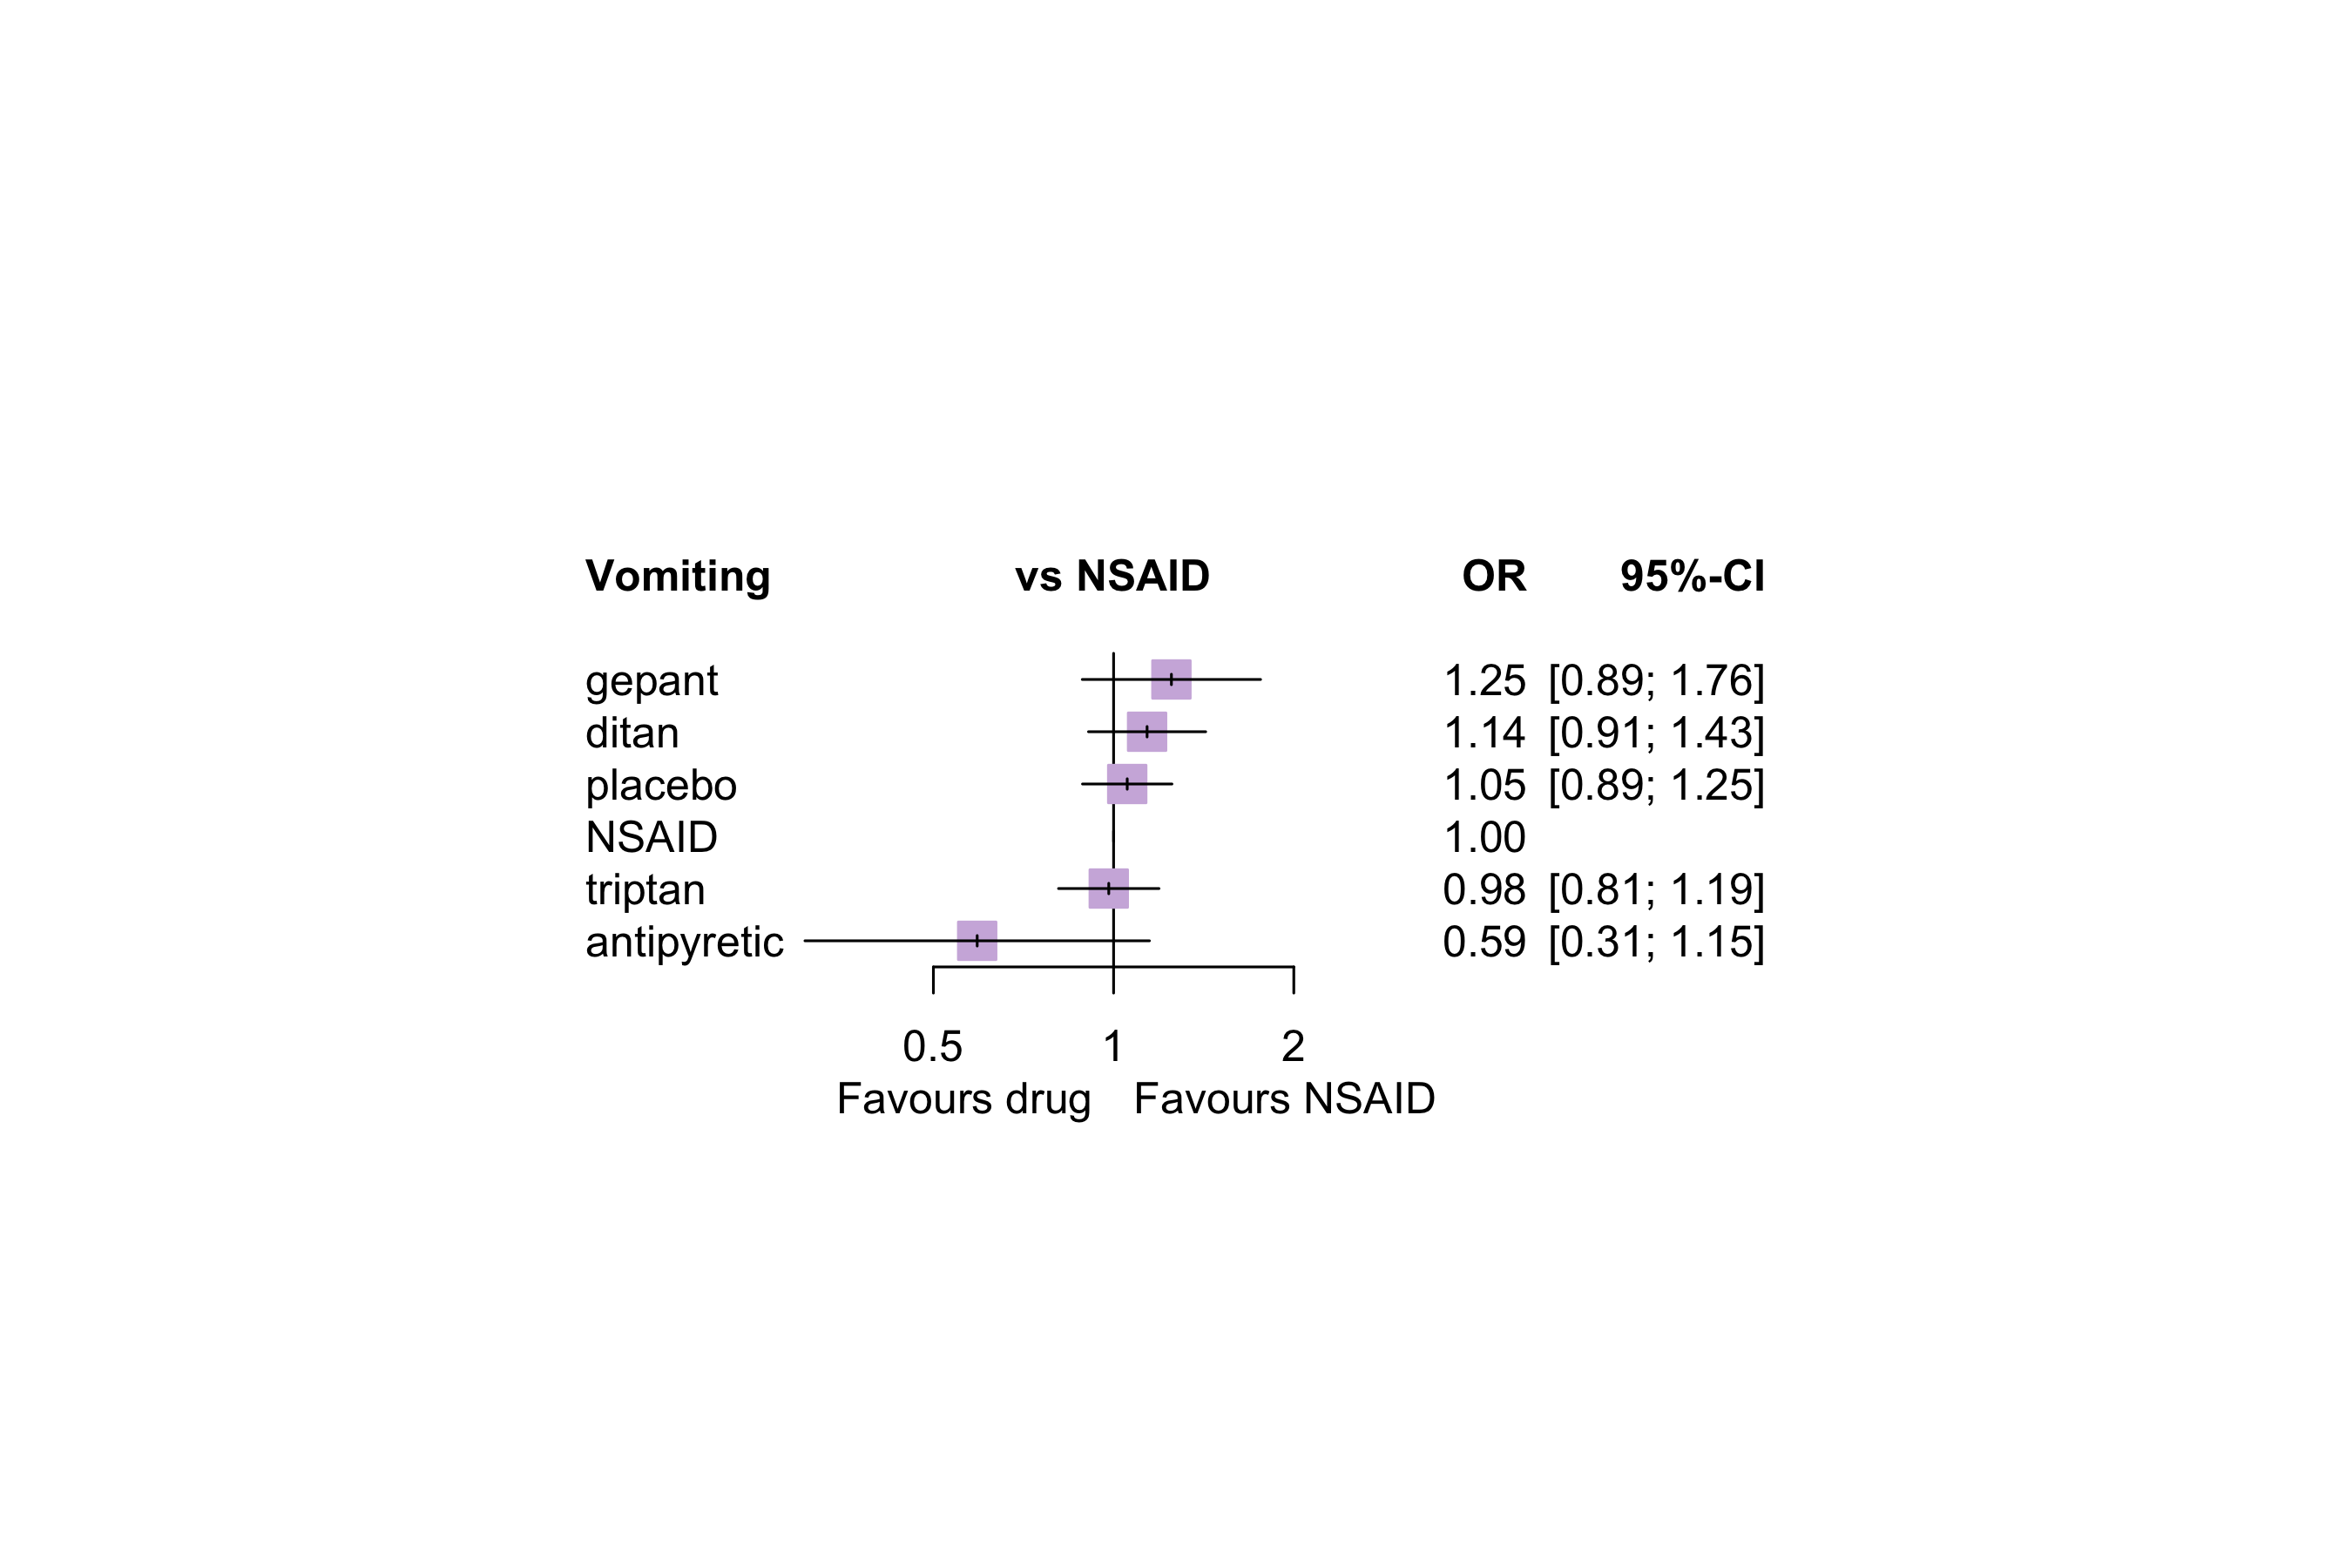 Vomiting vs NSAID OR 95%-CI
gepant 1.25 [0.89; 1.76]
ditan 1.14 [0.91; 1.43]
placebo 1.05 [0.89; 1.25]
NSAID 1.00
triptan 0.98 [0.81; 1.19]
antipyretic 0.59 [0.31; 1.15]
0.5 1 2
Favours drug Favours NSAID